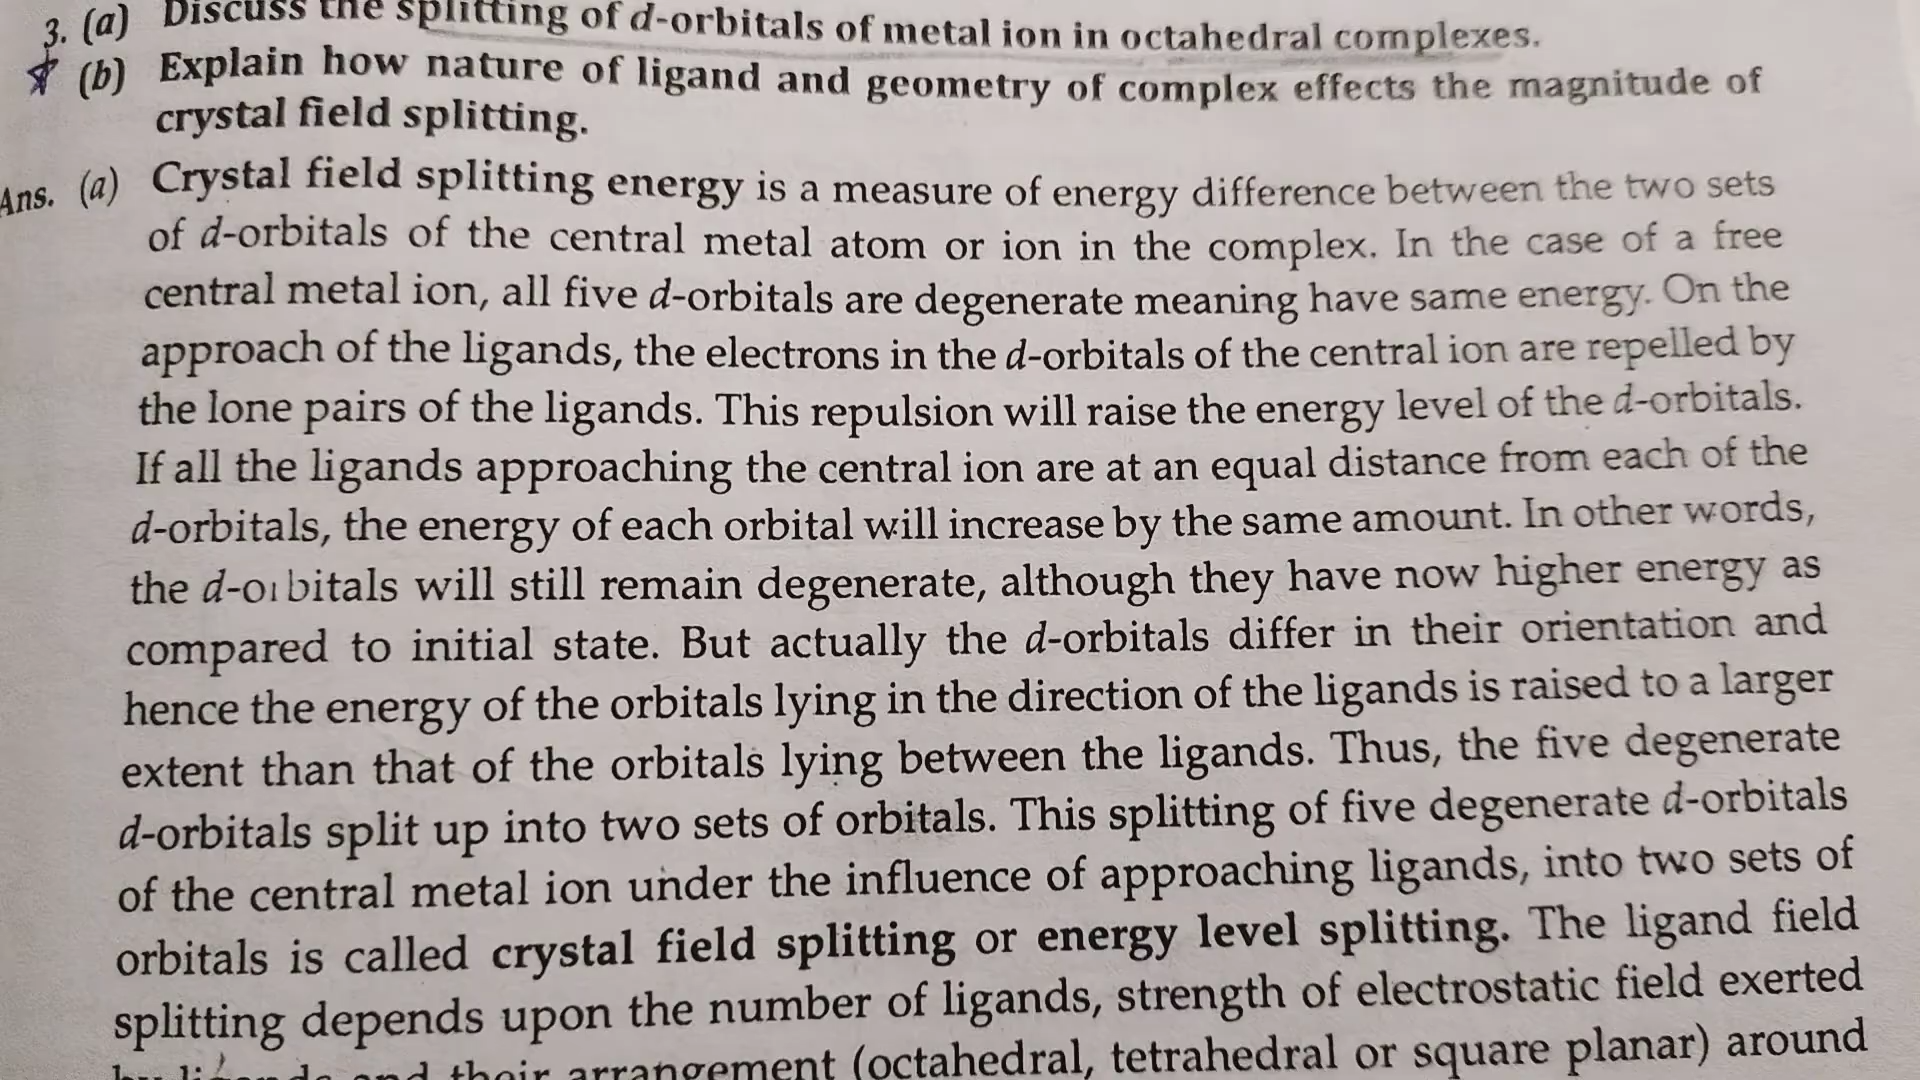 3. (a) Discuss the splitting of d-orbitals of metal ion in octahedral complexes.
(b) Explain how nature of ligand and geometry of complex effects the magnitude of
crystal field splitting.
Ans. (a) Crystal field splitting energy is a measure of energy difference between the two sets
of d-orbitals of the central metal atom or ion in the complex. In the case of a free
central metal ion, all five d-orbitals are degenerate meaning have same energy. On the
approach of the ligands, the electrons in the d-orbitals of the central ion are repelled by
the lone pairs of the ligands. This repulsion will raise the energy level of the d-orbitals.
If all the ligands approaching the central ion are at an equal distance from each of the
d-orbitals, the energy of each orbital will increase by the same amount. In other words,
the d-orbitals will still remain degenerate, although they have now higher energy as
compared to initial state. But actually the d-orbitals differ in their orientation and
hence the energy of the orbitals lying in the direction of the ligands is raised to a larger
extent than that of the orbitals lying between the ligands. Thus, the five degenerate
d-orbitals split up into two sets of orbitals. This splitting of five degenerate d-orbitals
of the central metal ion under the influence of approaching ligands, into two sets of
orbitals is called crystal field splitting or energy level splitting. The ligand field
splitting depends upon the number of ligands, strength of electrostatic field exerted
by ligands and their arrangement (octahedral, tetrahedral or square planar) around